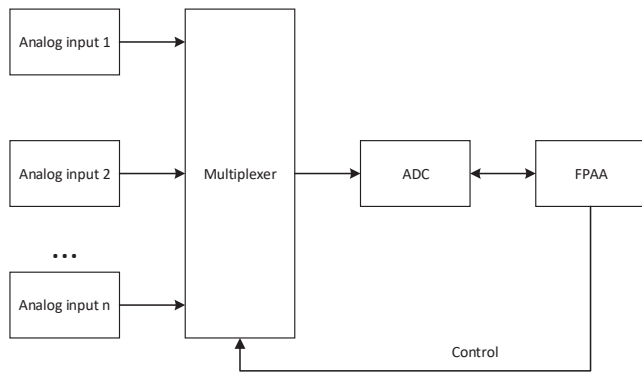 Analog input 1
Analog input 2
...
Analog input n
Multiplexer
ADC
FPAA
Control